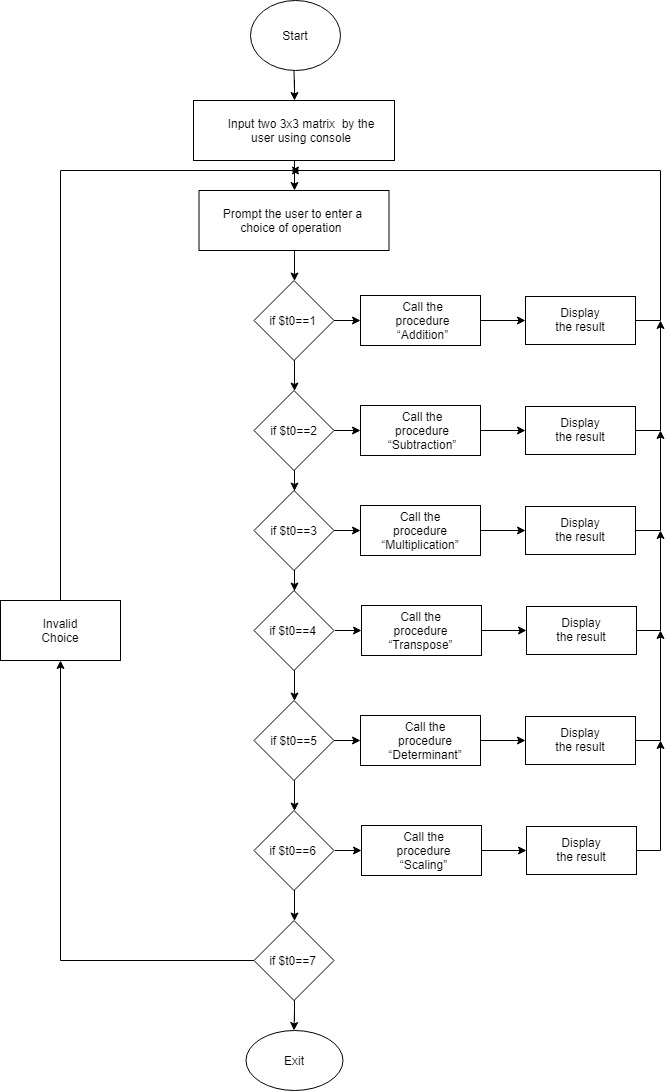 Start
Input two 3x3 matrix by the
user using console
Prompt the user to enter a
choice of operation
if $t0==1
Call the
procedure
“Addition”
Display
the result
if $t0==2
Call the
procedure
“Subtraction”
Display
the result
if $t0==3
Call the
procedure
“Multiplication”
Display
the result
Invalid
Choice
if $t0==4
Call the
procedure
“Transpose”
Display
the result
if $t0==5
Call the
procedure
“Determinant”
Display
the result
if $t0==6
Call the
procedure
“Scaling”
Display
the result
if $t0==7
Exit